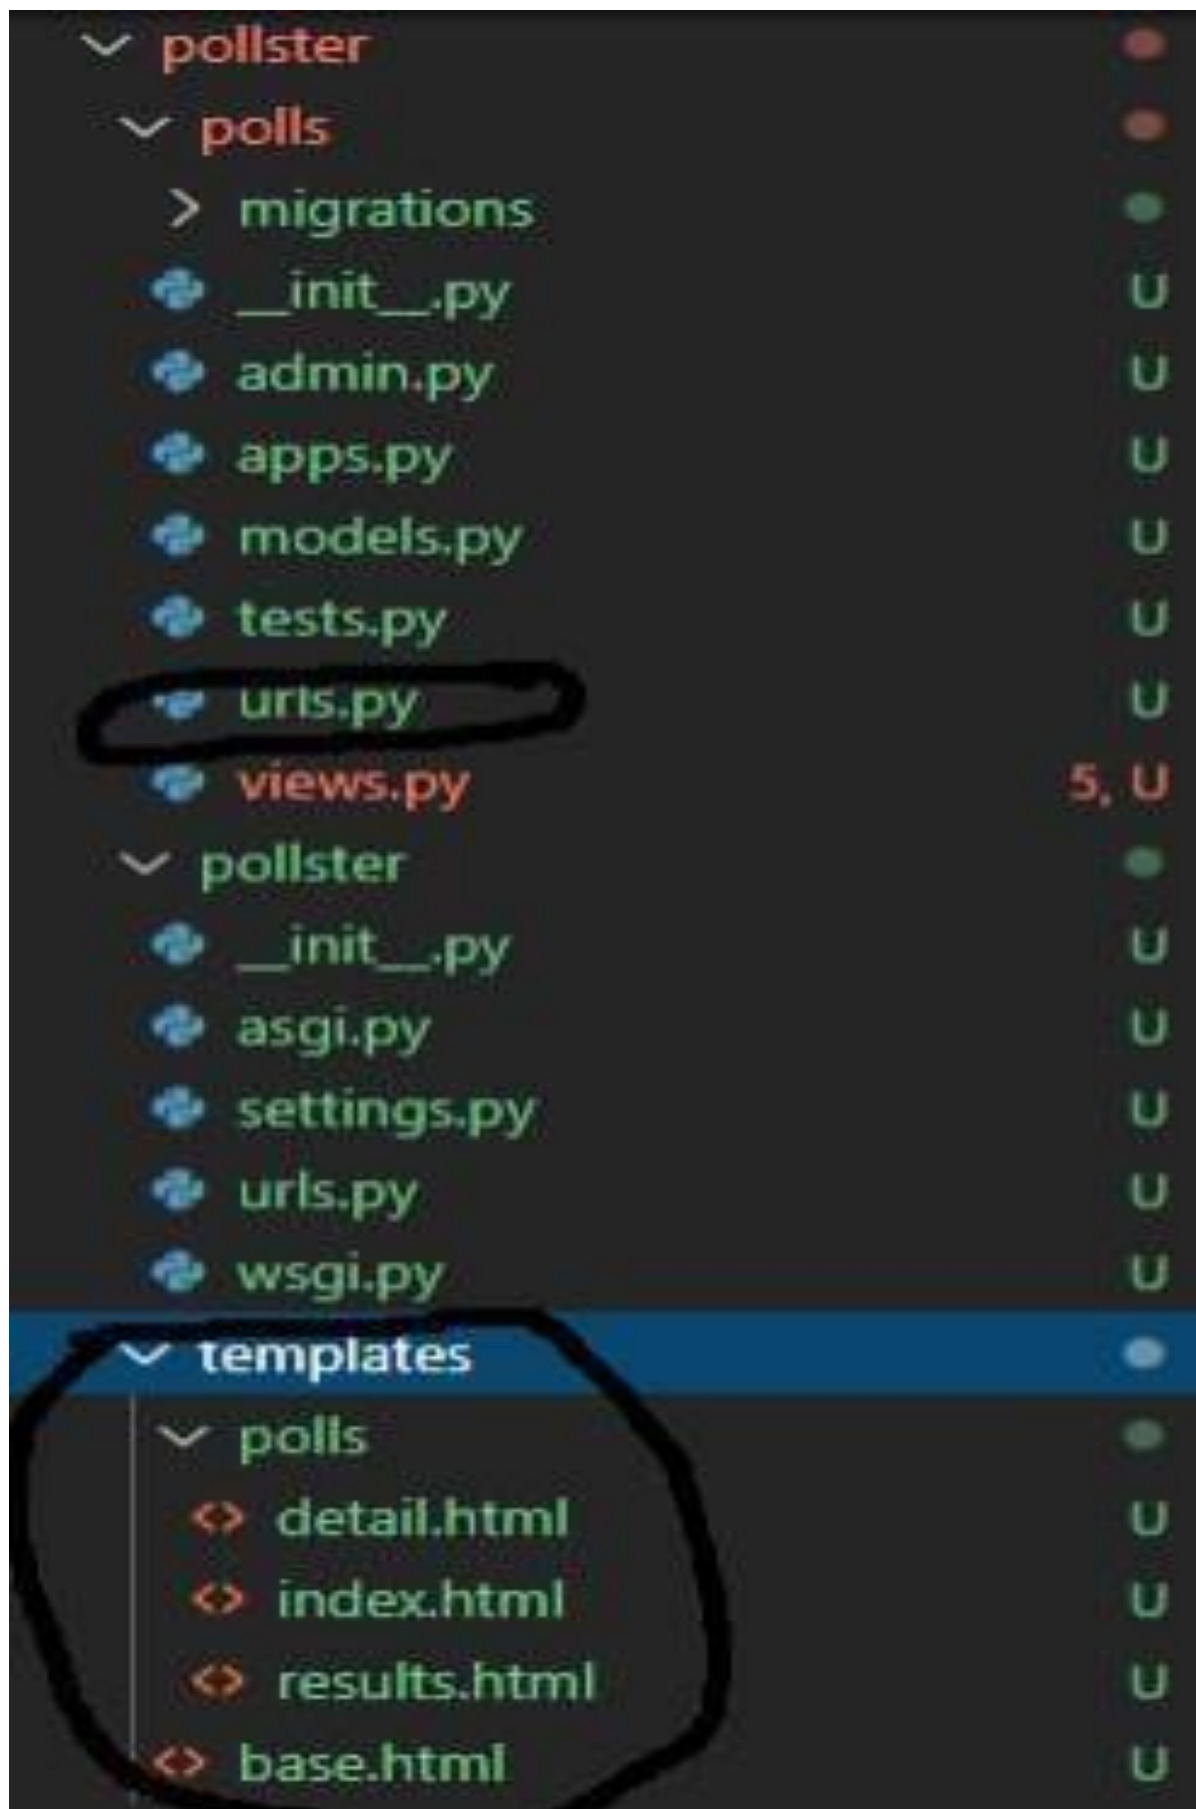 pollster
polls
migrations
__init__.py U
admin.py U
apps.py U
models.py U
tests.py U
urls.py U
views.py 5, U
pollster
__init__.py U
asgi.py U
settings.py U
urls.py U
wsgi.py U
templates
polls
detail.html U
index.html U
results.html U
base.html U